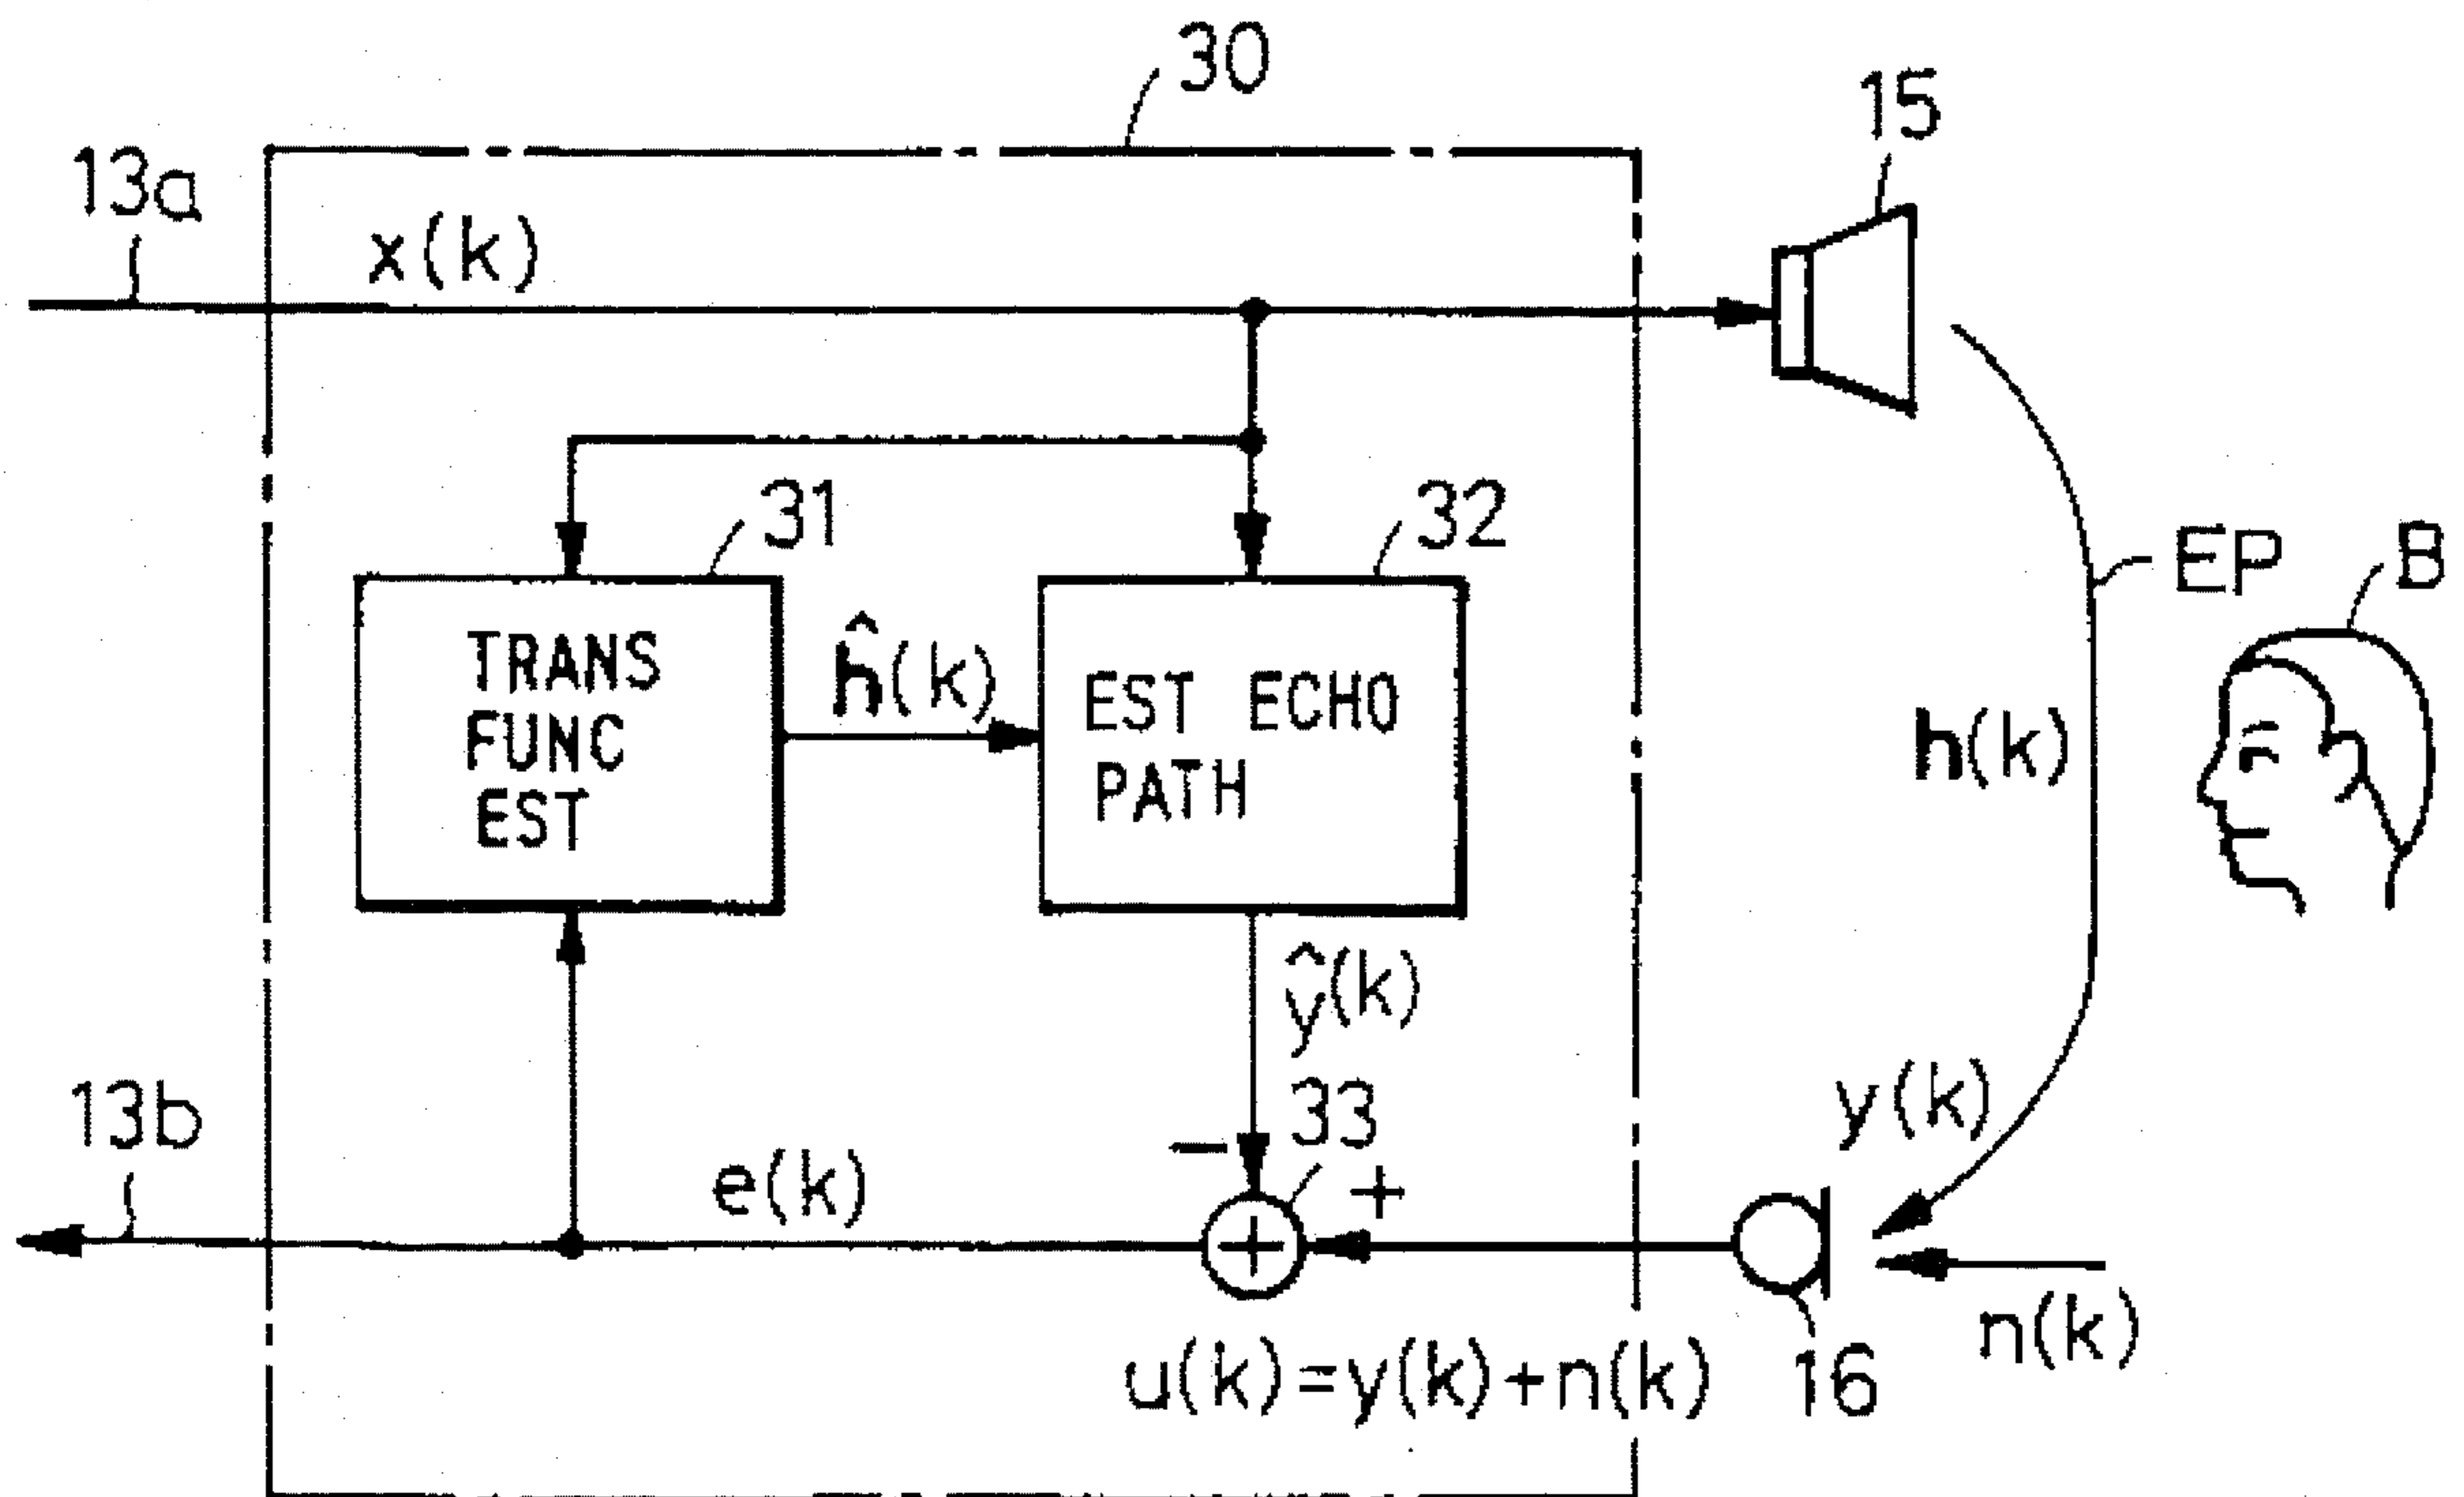 30
15
13a
x(k)
31
32
EP
B
TRANS
FUNC
EST
ĥ(k)
EST ECHO
PATH
h(k)
ŷ(k)
33
y(k)
13b
e(k)
−
+
+
n(k)
u(k)=y(k)+n(k)
16